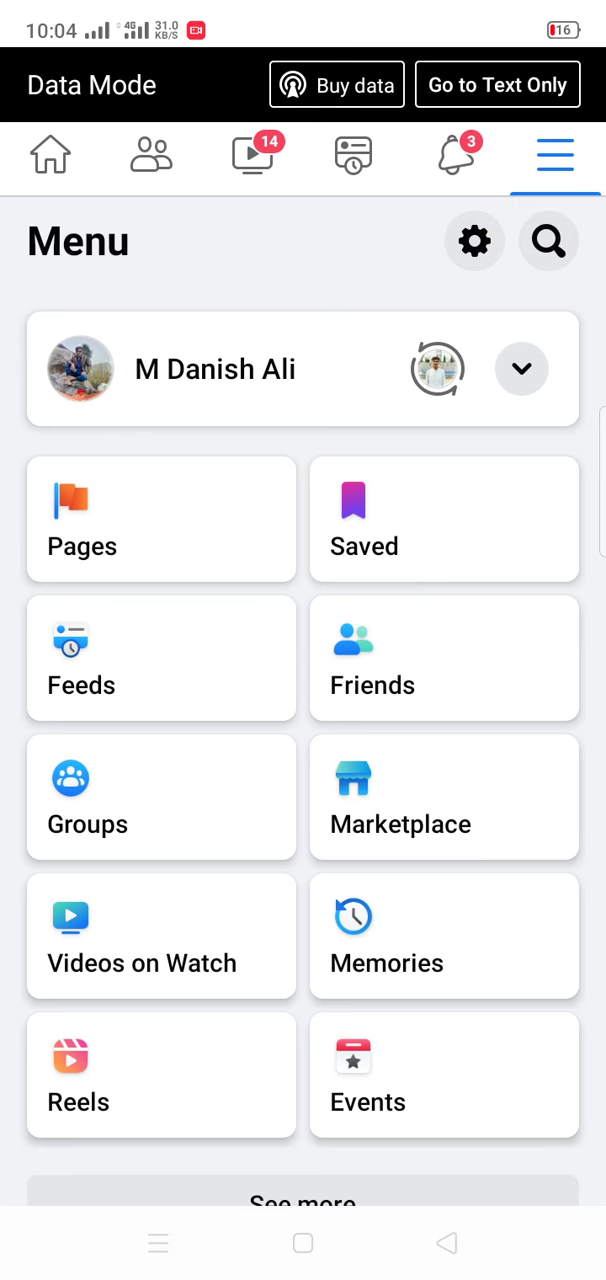 10:04 4G 31.0 KB/S 16
Data Mode Buy data Go to Text Only
14 3
Menu
M Danish Ali
Pages Saved
Feeds Friends
Groups Marketplace
Videos on Watch Memories
Reels Events
See more